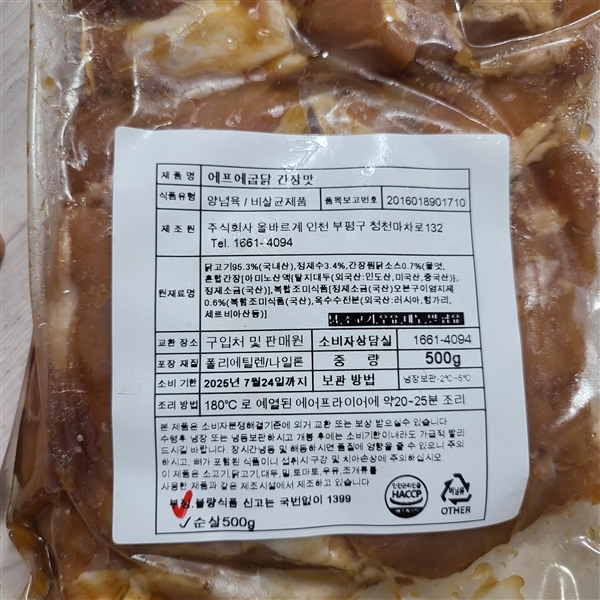 제 품 명 에프에굽닭 간장맛
식품유형 양념육 / 비살균제품 품목보고번호 2016018901710
제 조 원 주식회사 올바르게 인천 부평구 청천마차로132
Tel. 1661-4094
원재료명 닭고기95.3%(국내산),정제수3.4%,간장찜닭소스0.7%{물엿,
혼합간장[아미노산액(탈지대두(외국산:인도산,미국산,중국산)},
정제소금(국산)],복합조미식품[정제소금(국산)오본구이염지제
0.6%(복합조미식품(국산),옥수수전분(외국산:러시아,헝가리,
세르비아산등)]
닭,소고기,우유,대두,밀 함유
교환 장소 구입처 및 판매원 소비자상담실 1661-4094
포장 재질 폴리에틸렌/나일론 중 량 500g
소비 기한 2025년 7월24일까지 보관 방법 냉장보관-2℃~5℃
조리 방법 180℃ 로 예열된 에어프라이어에 약20~25분 조리
본 제품은 소비자분쟁해결기준에 의거 교환 또는 보상 받으실수 있습니다
수령후 냉장 또는 냉동보관하시고 개봉 후에는 소비기한이내라도 가급적 빨리
드시길 바랍니다. 장시간냉동 및 해동하시면 품질에 영향을 줄 수 있으니 주의
하시고, 뼈가 포함된 식품이니 섭취시 구강 및 치아손상에 주의하십시오.
이 제품은 소고기,닭고기,대두,밀,토마토,우유,조개류를
사용한 제품과 같은 제조시설에서 제조하고 있습니다
부정,불량식품 신고는 국번없이 1399
✓순살500g
안전관리인증
HACCP
비닐류
OTHER